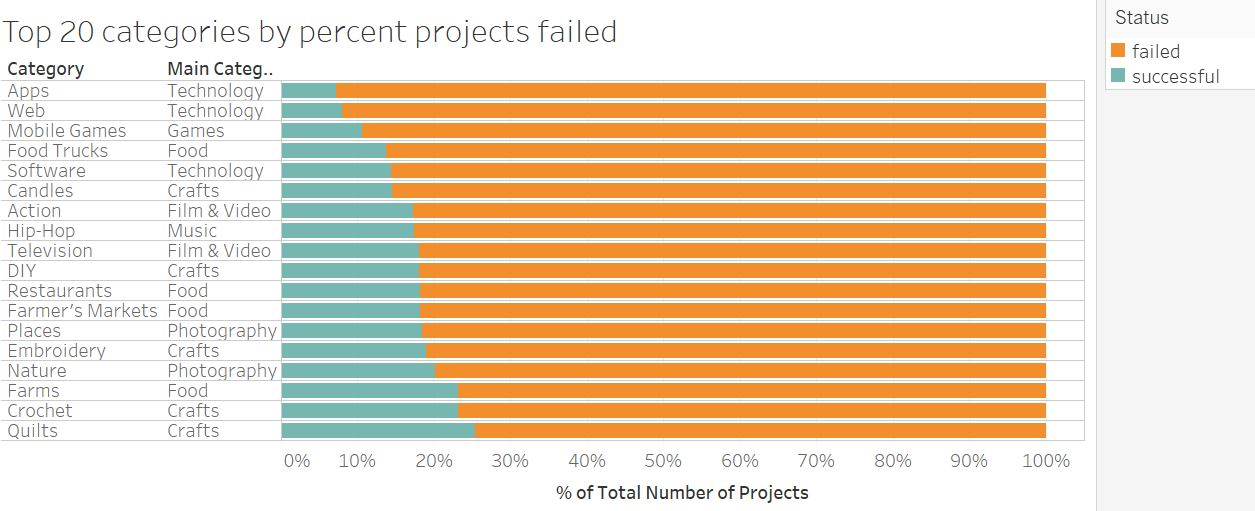 Top 20 categories by percent projects failed
Status
failed
successful
Category Main Categ..
Apps Technology
Web Technology
Mobile Games Games
Food Trucks Food
Software Technology
Candles Crafts
Action Film & Video
Hip-Hop Music
Television Film & Video
DIY Crafts
Restaurants Food
Farmer’s Markets Food
Places Photography
Embroidery Crafts
Nature Photography
Farms Food
Crochet Crafts
Quilts Crafts
0% 10% 20% 30% 40% 50% 60% 70% 80% 90% 100%
% of Total Number of Projects